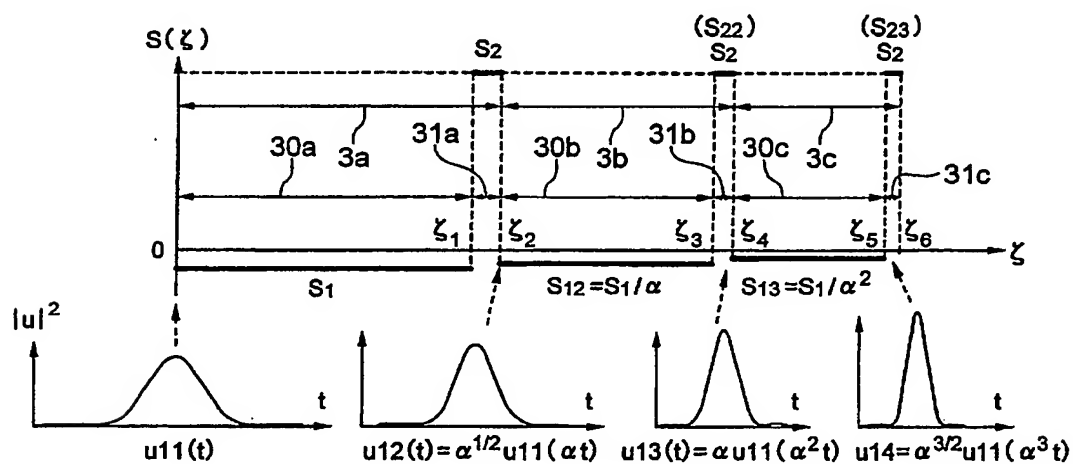 S(ζ)
S₂
(S₂₂)
S₂
(S₂₃)
S₂
30a
3a
31a
30b
3b
31b
30c
3c
31c
0
ζ₁
ζ₂
ζ₃
ζ₄
ζ₅
ζ₆
ζ
S₁
S₁₂=S₁/α
S₁₃=S₁/α²
|u|²
t
t
t
t
u11(t)
u12(t)=α^1/2u11(αt)
u13(t)=αu11(α²t)
u14=α^3/2u11(α³t)